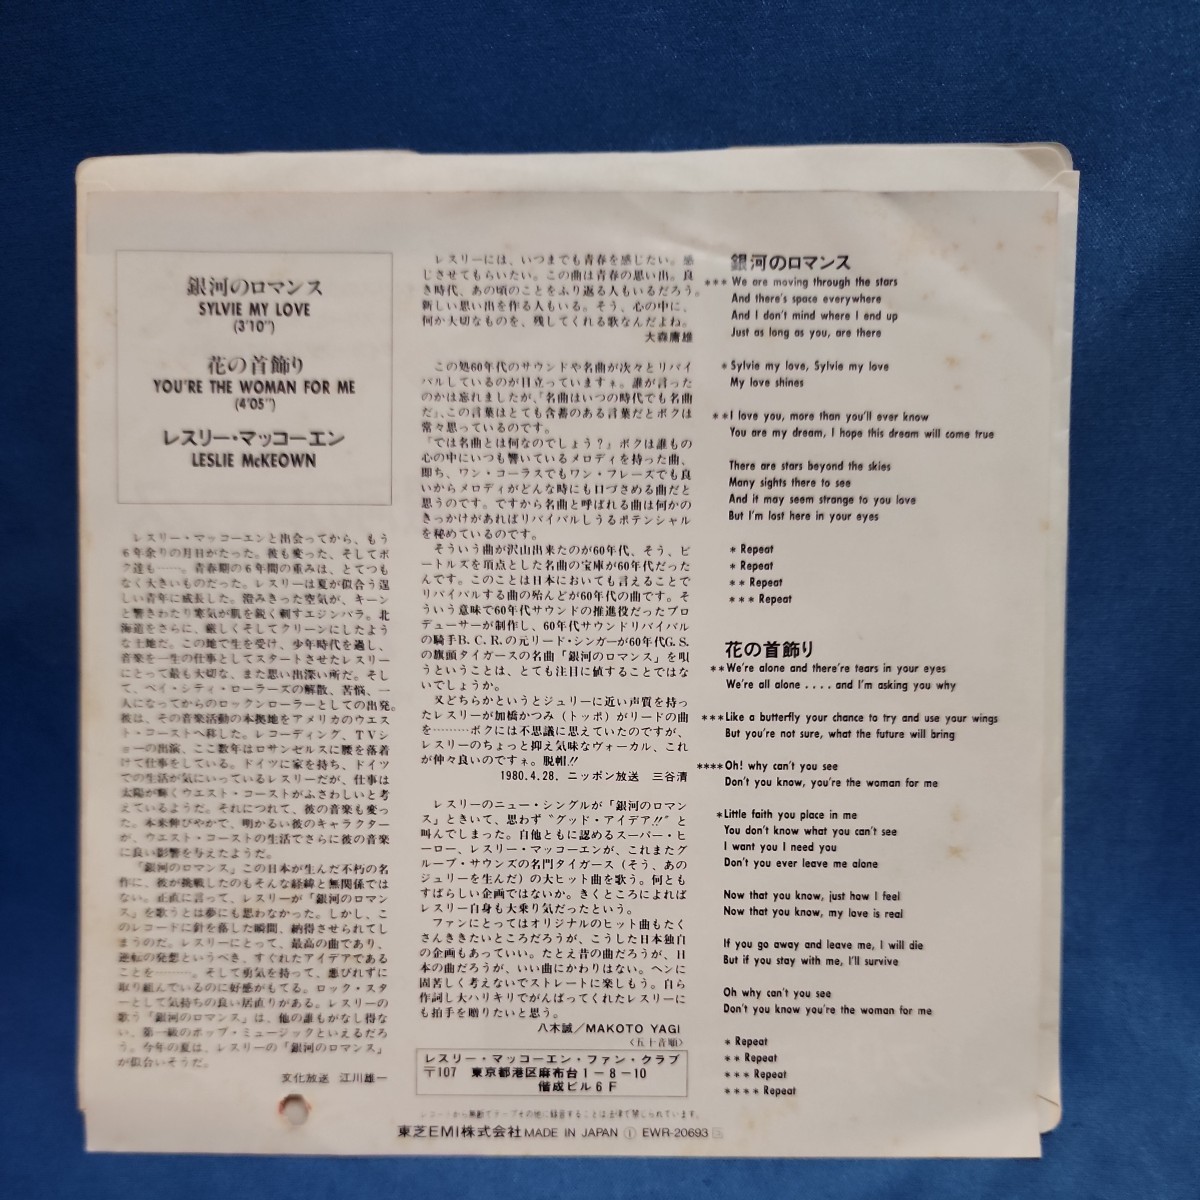 銀河のロマンス
SYLVIE MY LOVE
(3'10")
花の首飾り
YOU'RE THE WOMAN FOR ME
(4'05")
レスリー・マッコーエン
LESLIE McKEOWN
レスリー・マッコーエンと出会ってから、もう
6年余りの月日がたった。彼も変った、そしてボ
ク達も——。青春期の6年間の重みは、とてつも
なく大きいものだった。レスリーは夏が似合う逞
しい青年に成長した。澄みきった空気が、キーン
と響きわたり寒気が肌を鋭く刺すエジンバラ。北
海道をさらに、厳しくそしてクリーンにしたよう
な土地だ。この地で生を受け、少年時代を過し、
音楽を一生の仕事としてスタートさせたレスリー
にとって最も大切な、また思い出深い所だ。そし
て、ベイ・シティ・ローラーズの解散、苦悩、一
人になってからのロックンローラーとしての出発。
彼は、その音楽活動の本拠地をアメリカのウエス
ト・コーストへ移した。レコーディング、TVシ
ョーの出演、ここ数年はロサンゼルスに腰を落着
けて仕事をしている。ドイツに家を持ち、ドイツ
での生活が気にいっているレスリーだが、仕事は
太陽が輝くウエスト・コーストがふさわしいと考
えているようだ。それにつれて、彼の音楽も変っ
た。本来伸びやかで、明かるい彼のキャラクター
が、ウエスト・コーストの生活でさらに彼の音楽
に良い影響を与えたようだ。
「銀河のロマンス」この日本が生んだ不朽の名
作に、彼が挑戦したのもそんな経緯と無関係では
ない。正直に言って、レスリーが「銀河のロマン
ス」を歌うとは夢にも思わなかった。しかし、こ
のレコードに針を落した瞬間、納得させられてし
まうのだ。レスリーにとって、最高の曲であり、
逆転の発想というべき、すぐれたアイデアである
ことを———。そして勇気を持って、悪びれずに
取り組んでいるのに好感がもてる。ロック・スタ
ーとして気持ちの良い居直りがある。レスリーの
歌う「銀河のロマンス」は、他の誰もがなし得な
い、第一級のポップ・ミュージックといえるだろ
う。今年の夏は、レスリーの「銀河のロマンス」
が似合いそうだ。
文化放送 江川雄一
レスリーには、いつまでも青春を感じたい。感
じさせてもらいたい。この曲は青春の思い出。良
き時代、あの頃のことをふり返る人もいるだろう。
新しい思い出を作る人もいる。そう、心の中に、
何か大切なものを、残してくれる歌なんだよね。
大森庸雄
この処60年代のサウンドや名曲が次々とリバイ
バルしているのが目立っていますネ。誰が言った
のかは忘れましたが、「名曲はいつの時代でも名曲
だ」、この言葉はとても含蓄のある言葉だとボクは
常々思っているのです。
「では名曲とは何なのでしょう？」ボクは誰もの
心の中にいつも響いているメロディを持った曲、
即ち、ワン・コーラスでもワン・フレーズでも良
いからメロディがどんな時にも口づさめる曲だと
思うのです。ですから名曲と呼ばれる曲は何かの
きっかけがあればリバイバルしうるポテンシャル
を秘めているのです。
そういう曲が沢山出来たのが60年代、そう、ビ
ートルズを頂点とした名曲の宝庫が60年代だった
んです。このことは日本においても言えることで
リバイバルする曲の殆んどが60年代の曲です。そ
ういう意味で60年代サウンドの推進役だったプロ
デューサーが制作し、60年代サウンドリバイバル
の騎手B.C.R.の元リード・シンガーが60年代G.S.
の旗頭タイガースの名曲「銀河のロマンス」を唄
うということは、とても注目に値することではな
いでしょうか。
又どちらかというとジュリーに近い声質を持っ
たレスリーが加橋かつみ（トッポ）がリードの曲
を………ボクには不思議に思えていたのですが、
レスリーのちょっと抑え気味なヴォーカル、これ
が仲々良いのですネ。脱帽!!
1980.4.28. ニッポン放送 三谷清
レスリーのニュー・シングルが「銀河のロマン
ス」ときいて、思わず“グッド・アイデア!!”と
叫んでしまった。自他ともに認めるスーパー・ヒ
ーロー、レスリー・マッコーエンが、これまたグ
ループ・サウンズの名門タイガース（そう、あの
ジュリーを生んだ）の大ヒット曲を歌う。何とも
すばらしい企画ではないか。きくところによれば
レスリー自身も大乗り気だったという。
ファンにとってはオリジナルのヒット曲もたく
さんききたいところだろうが、こうした日本独自
の企画もあっていい。たとえ昔の曲だろうが、日
本の曲だろうが、いい曲にかわりはない。ヘンに
固苦しく考えないでストレートに楽しもう。自ら
作詞し大ハリキリでがんばってくれたレスリーに
も拍手を贈りたいと思う。
八木誠／MAKOTO YAGI
〈五十音順〉
レスリー・マッコーエン・ファン・クラブ
〒107 東京都港区麻布台1-8-10
偕成ビル6F
銀河のロマンス
***We are moving through the stars
And there's space everywhere
And I don't mind where I end up
Just as long as you, are there
*Sylvie my love, Sylvie my love
My love shines
**I love you, more than you'll ever know
You are my dream, I hope this dream will come true
There are stars beyond the skies
Many sights there to see
And it may seem strange to you love
But I'm lost here in your eyes
* Repeat
* Repeat
** Repeat
*** Repeat
花の首飾り
**We're alone and there're tears in your eyes
We're all alone .... and I'm asking you why
***Like a butterfly your chance to try and use your wings
But you're not sure, what the future will bring
****Oh! why can't you see
Don't you know, you're the woman for me
*Little faith you place in me
You don't know what you can't see
I want you I need you
Don't you ever leave me alone
Now that you know, just how I feel
Now that you know, my love is real
If you go away and leave me, I will die
But if you stay with me, I'll survive
Oh why can't you see
Don't you know you're the woman for me
* Repeat
** Repeat
*** Repeat
**** Repeat
レコードから無断でテープその他に録音することは法律で禁じられています。
東芝EMI株式会社 MADE IN JAPAN Ⓘ EWR-20693